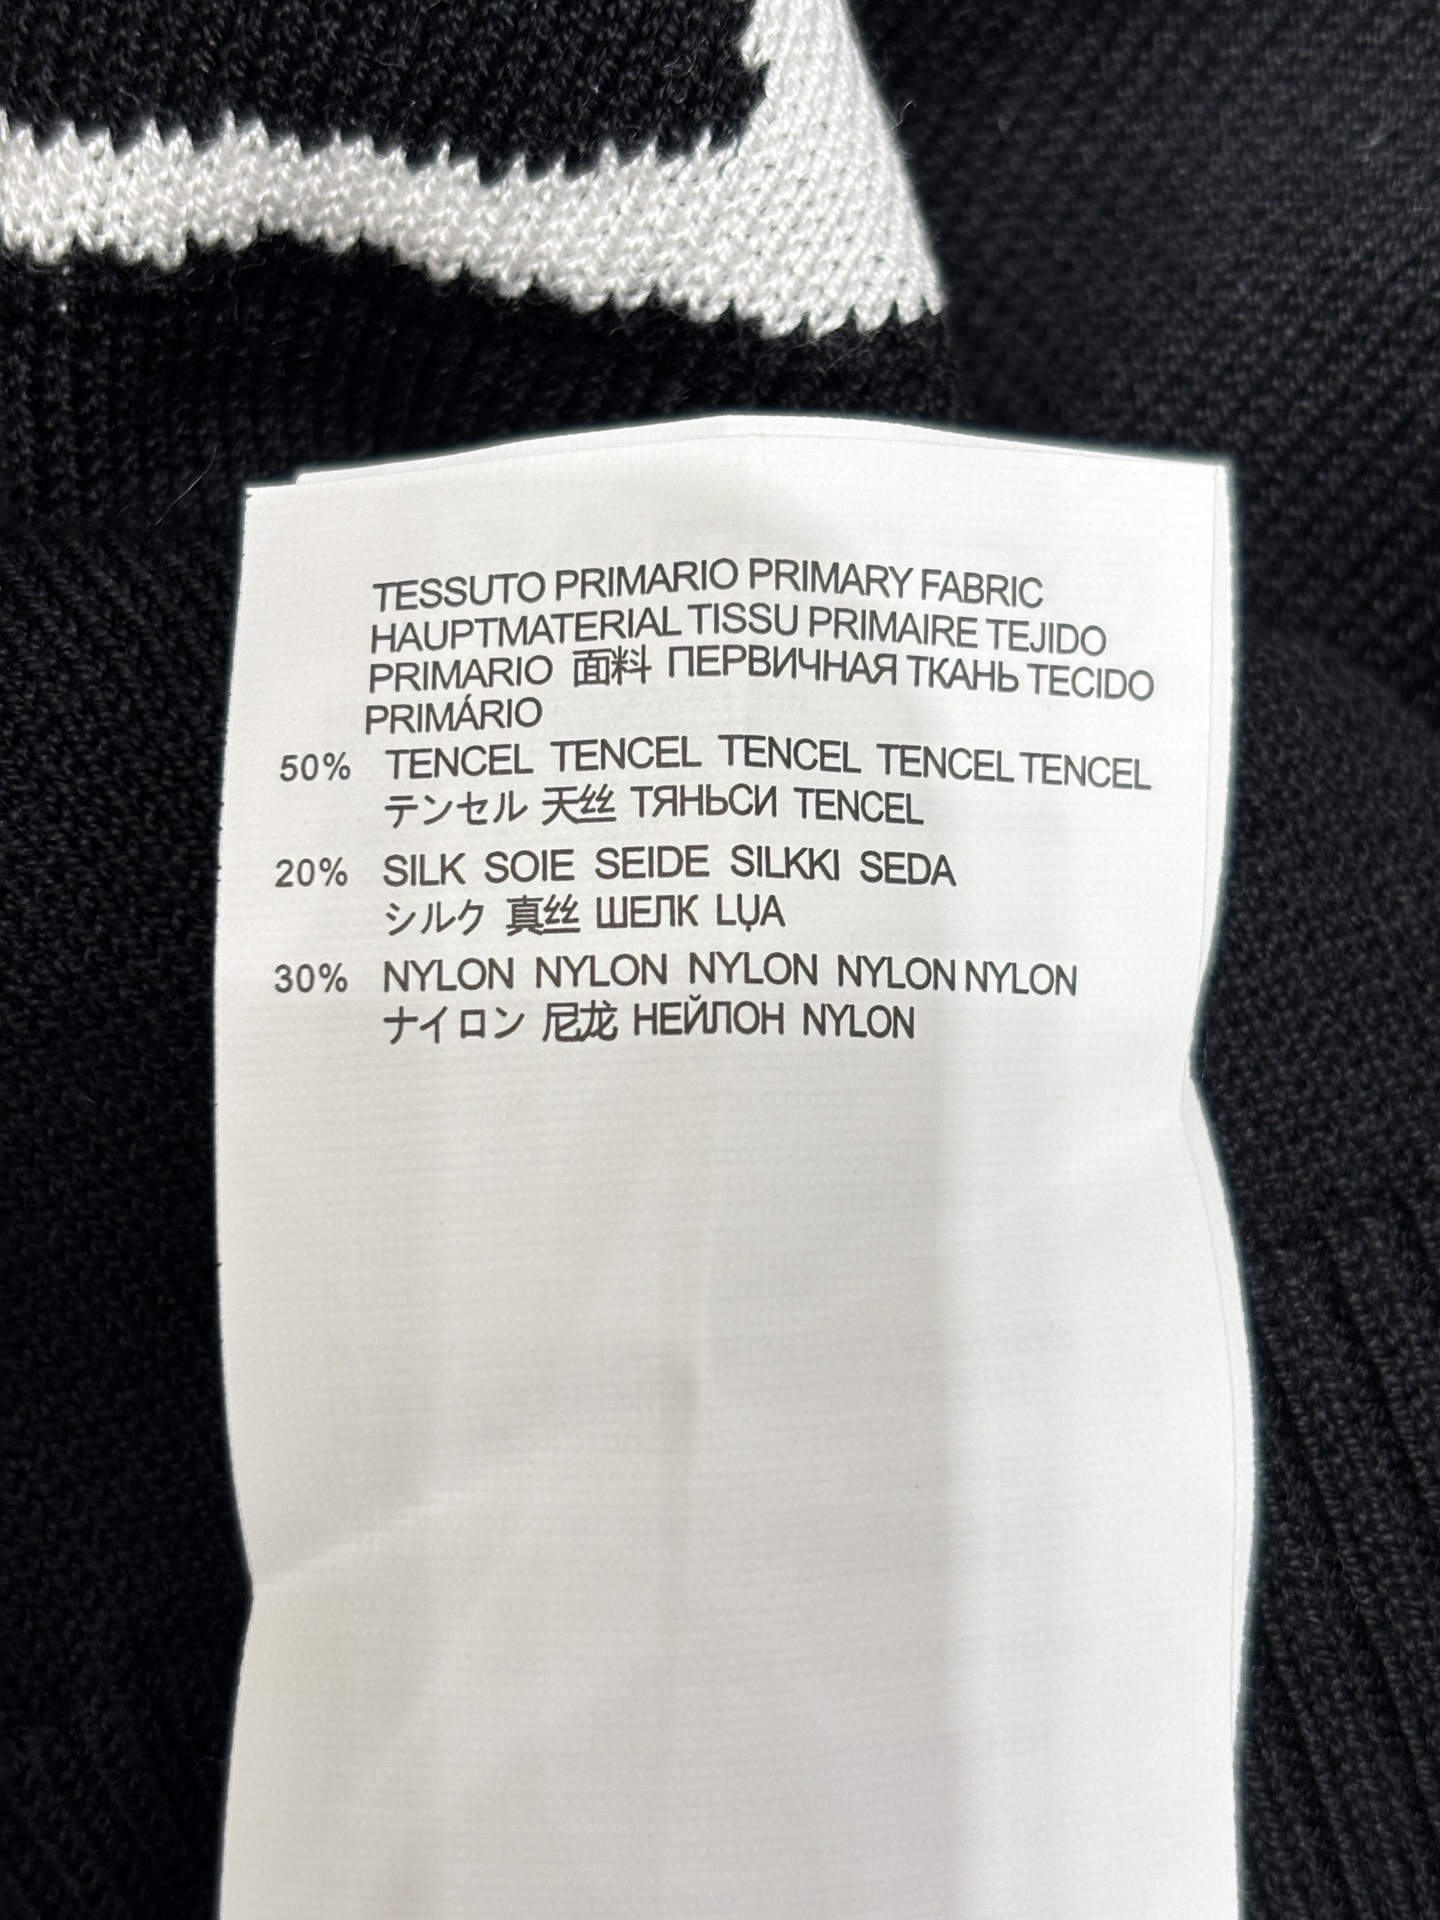 TESSUTO PRIMARIO PRIMARY FABRIC
HAUPTMATERIAL TISSU PRIMAIRE TEJIDO
PRIMARIO 面料 ПЕРВИЧНАЯ ТКАНЬ TECIDO
PRIMÁRIO
50% TENCEL TENCEL TENCEL TENCEL TENCEL
テンセル 天丝 ТЯНЬСИ TENCEL
20% SILK SOIE SEIDE SILKKI SEDA
シルク 真丝 ШЕЛК LỤA
30% NYLON NYLON NYLON NYLON NYLON
ナイロン 尼龙 НЕЙЛОН NYLON